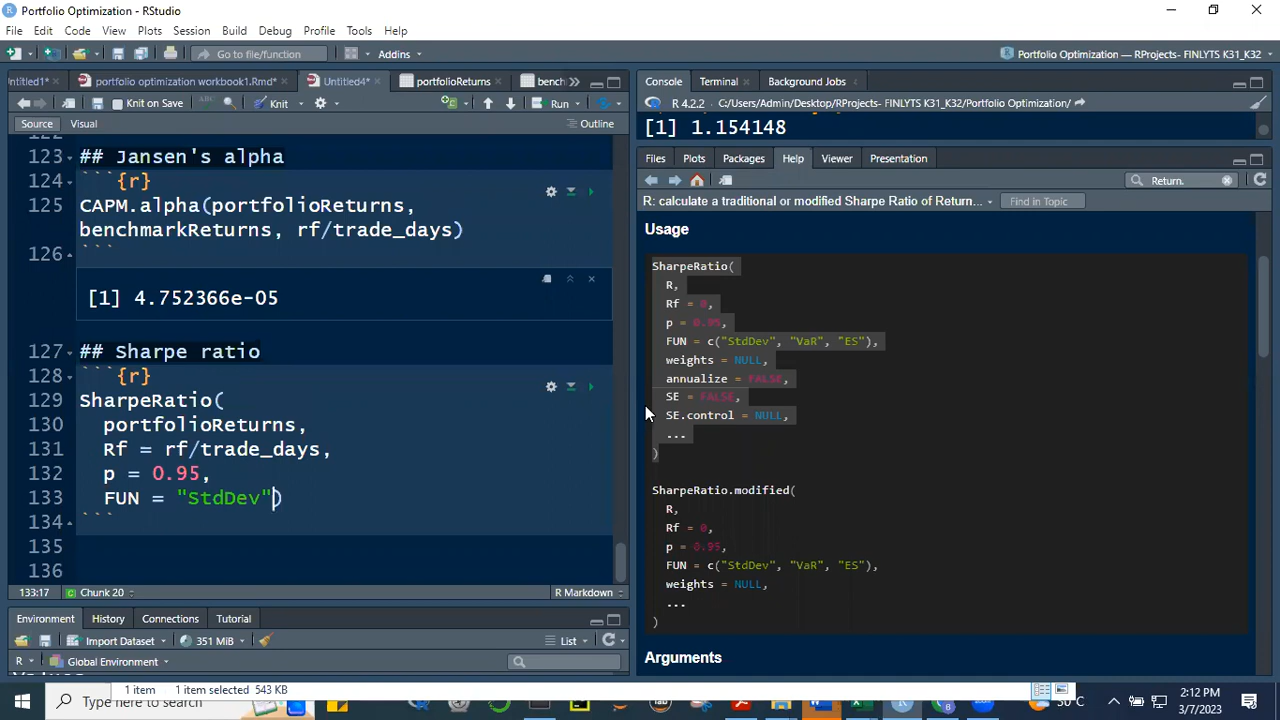 Portfolio Optimization - RStudio
File Edit Code View Plots Session Build Debug Profile Tools Help
Go to file/function Addins
Portfolio Optimization — RProjects- FINLYTS K31_K32
ntitled1* portfolio optimization workbook1.Rmd* Untitled4* portfolioReturns bench
Knit on Save Knit Run
Source Visual Outline
122
123 ## Jansen's alpha
124 ```{r}
125 CAPM.alpha(portfolioReturns,
benchmarkReturns, rf/trade_days)
126 ```
[1] 4.752366e-05
127 ## Sharpe ratio
128 ```{r}
129 SharpeRatio(
130 portfolioReturns,
131 Rf = rf/trade_days,
132 p = 0.95,
133 FUN = "StdDev")
134 ```
135
136
133:17 Chunk 20 R Markdown
Environment History Connections Tutorial
Import Dataset 351 MiB List
R Global Environment
Values
Console Terminal Background Jobs
R 4.2.2 · C:/Users/Admin/Desktop/RProjects- FINLYTS K31_K32/Portfolio Optimization/
[1] 1.154148
Files Plots Packages Help Viewer Presentation
Return.
R: calculate a traditional or modified Sharpe Ratio of Return... Find in Topic
Usage
SharpeRatio(
R,
Rf = 0,
p = 0.95,
FUN = c("StdDev", "VaR", "ES"),
weights = NULL,
annualize = FALSE,
SE = FALSE,
SE.control = NULL,
...
)
SharpeRatio.modified(
R,
Rf = 0,
p = 0.95,
FUN = c("StdDev", "VaR", "ES"),
weights = NULL,
...
)
Arguments
1 item 1 item selected 543 KB
Type here to search
2:12 PM
3/7/2023